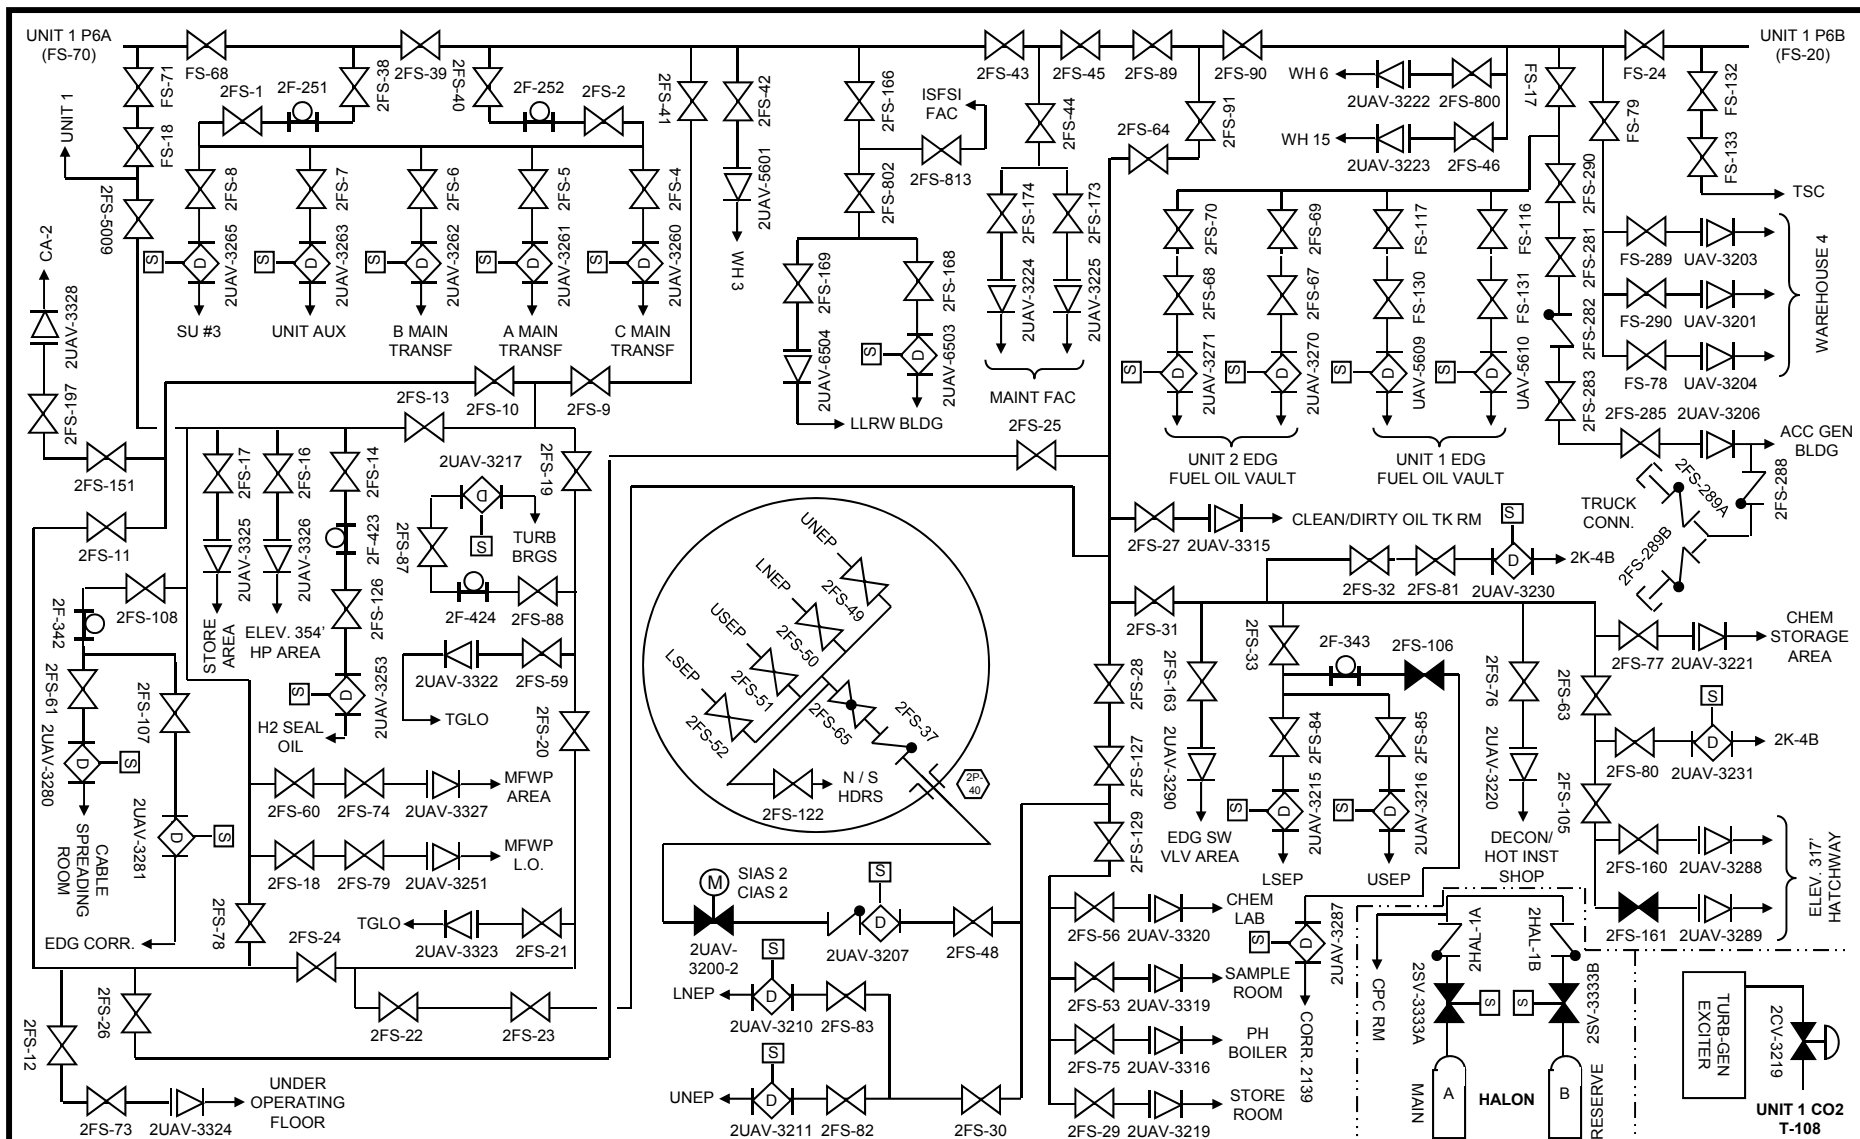 UNIT 1 P6A
(FS-70)
FS-68
2FS-39
2FS-43
2FS-45
2FS-89
2FS-90
FS-24
UNIT 1 P6B
(FS-20)
FS-71
FS-18
UNIT 1
2FS-5009
2FS-1
2F-251
2FS-38
2FS-40
2F-252
2FS-2
2FS-41
2FS-42
2UAV-5601
WH 3
2FS-166
ISFSI
FAC
2FS-813
2FS-802
2FS-44
2FS-64
2FS-91
WH 6
2UAV-3222
2FS-800
WH 15
2UAV-3223
2FS-46
FS-17
FS-79
FS-132
FS-133
TSC
2FS-8
2FS-7
2FS-6
2FS-5
2FS-4
S
D
2UAV-3265
S
D
2UAV-3263
S
D
2UAV-3262
S
D
2UAV-3261
S
D
2UAV-3260
SU #3
UNIT AUX
B MAIN
TRANSF
A MAIN
TRANSF
C MAIN
TRANSF
CA-2
2UAV-3328
2FS-197
2FS-151
2FS-11
2FS-169
2FS-168
2UAV-6504
S
D
2UAV-6503
LLRW BLDG
2FS-174
2FS-173
2UAV-3224
2UAV-3225
MAINT FAC
2FS-70
2FS-69
FS-117
FS-116
2FS-68
2FS-67
FS-130
FS-131
S
D
2UAV-3271
S
D
2UAV-3270
S
D
UAV-5609
S
D
UAV-5610
UNIT 2 EDG
FUEL OIL VAULT
UNIT 1 EDG
FUEL OIL VAULT
2FS-290
2FS-281
2FS-282
2FS-283
FS-289
UAV-3203
FS-290
UAV-3201
FS-78
UAV-3204
WAREHOUSE 4
2FS-285
2UAV-3206
ACC GEN
BLDG
2FS-288
2FS-289A
2FS-289B
TRUCK
CONN.
2FS-13
2FS-10
2FS-9
2FS-25
2FS-17
2FS-16
2FS-14
2UAV-3217
D
S
2FS-19
2FS-87
TURB
BRGS
2F-424
2FS-88
2UAV-3325
2UAV-3326
2F-423
2FS-126
STORE
AREA
ELEV. 354'
HP AREA
S
D
2UAV-3253
H2 SEAL
OIL
2UAV-3322
2FS-59
TGLO
2FS-20
2FS-108
2F-342
2FS-61
2FS-107
D
S
2UAV-3280
CABLE
SPREADING
ROOM
D
S
2UAV-3281
EDG CORR.
2FS-60
2FS-74
2UAV-3327
MFWP
AREA
2FS-18
2FS-79
2UAV-3251
MFWP
L.O.
2FS-78
2FS-24
TGLO
2UAV-3323
2FS-21
2FS-26
2FS-12
2FS-22
2FS-23
2FS-73
2UAV-3324
UNDER
OPERATING
FLOOR
UNEP
2FS-49
LNEP
2FS-50
USEP
2FS-51
LSEP
2FS-52
2FS-65
2FS-37
2FS-122
N / S
HDRS
2P-
40
M
SIAS 2
CIAS 2
2UAV-
3200-2
S
D
2UAV-3207
2FS-48
LNEP
S
D
2UAV-3210
2FS-83
UNEP
S
D
2UAV-3211
2FS-82
2FS-30
2FS-27
2UAV-3315
CLEAN/DIRTY OIL TK RM
2FS-32
2FS-81
S
D
2UAV-3230
2K-4B
2FS-31
2FS-28
2FS-127
2FS-129
2FS-163
2UAV-3290
EDG SW
VLV AREA
2FS-33
2F-343
2FS-106
2FS-84
2FS-85
S
D
2UAV-3215
S
D
2UAV-3216
LSEP
USEP
2FS-76
2UAV-3220
DECON/
HOT INST
SHOP
2FS-77
2UAV-3221
CHEM
STORAGE
AREA
2FS-63
2FS-80
S
D
2UAV-3231
2K-4B
2FS-105
2FS-160
2UAV-3288
2FS-161
2UAV-3289
ELEV. 317'
HATCHWAY
2FS-56
2UAV-3320
CHEM
LAB
2FS-53
2UAV-3319
SAMPLE
ROOM
2FS-75
2UAV-3316
PH
BOILER
2FS-29
2UAV-3219
STORE
ROOM
S
D
2UAV-3287
CORR. 2139
CPC RM
2HAL-1A
2HAL-1B
2SV-3333A
S
S
2SV-3333B
MAIN
A
HALON
B
RESERVE
TURB-GEN
EXCITER
2CV-3219
UNIT 1 CO2
T-108